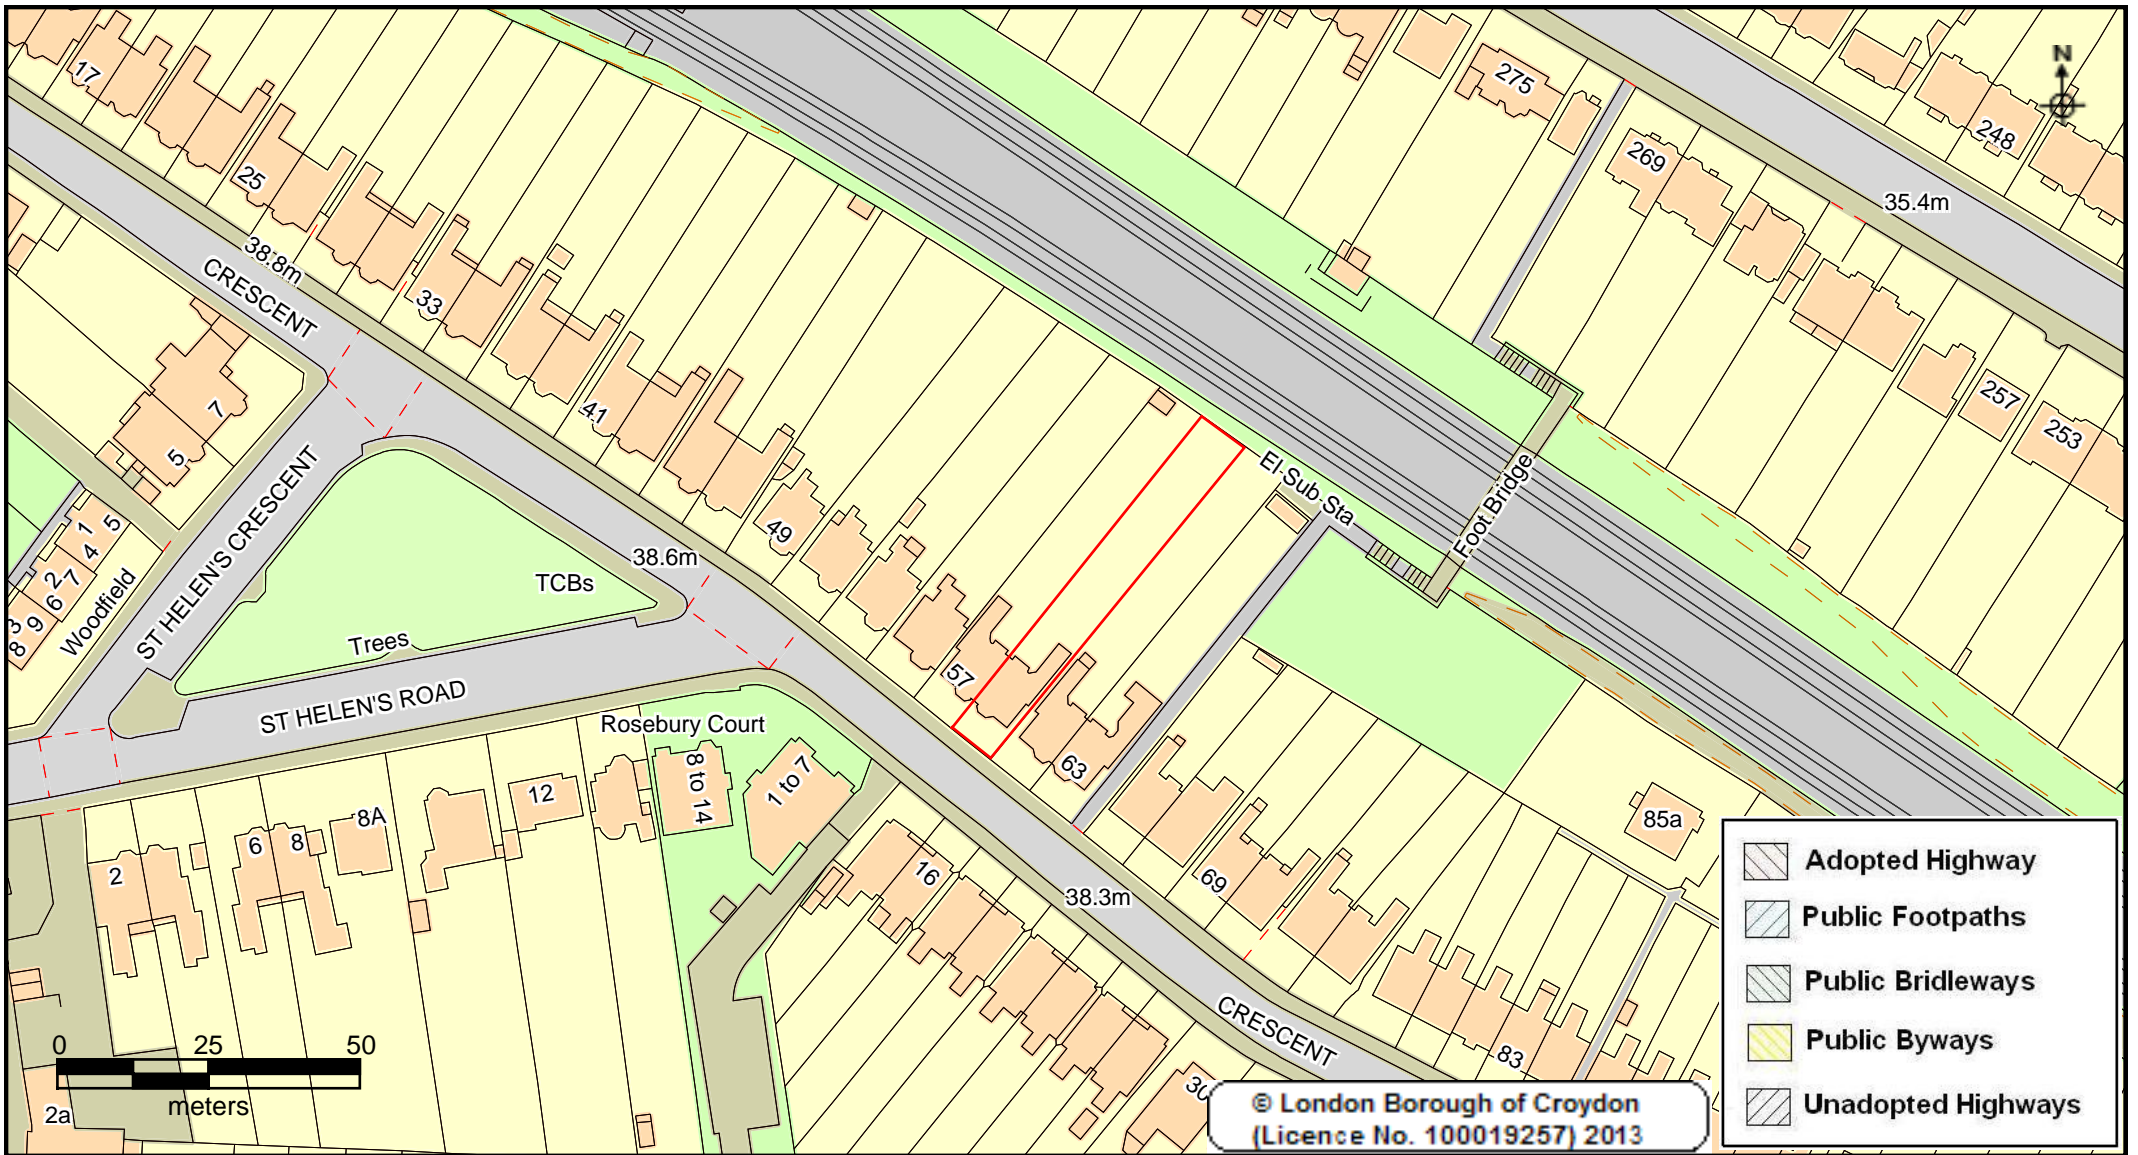 17
275
N
248
269
25
35.4m
38.8m
CRESCENT
33
257
253
41
7
5
El Sub Sta
Foot Bridge
ST HELEN'S CRESCENT
49
38.6m
TCBs
1
5
4
2
7
6
9
3
8
Woodfield
Trees
57
ST HELEN'S ROAD
Rosebury Court
8 to 14
1 to 7
63
12
8A
6
8
2
85a
16
69
38.3m
CRESCENT
83
30
2a
0 25 50
meters
Adopted Highway
Public Footpaths
Public Bridleways
Public Byways
Unadopted Highways
© London Borough of Croydon
(Licence No. 100019257) 2013